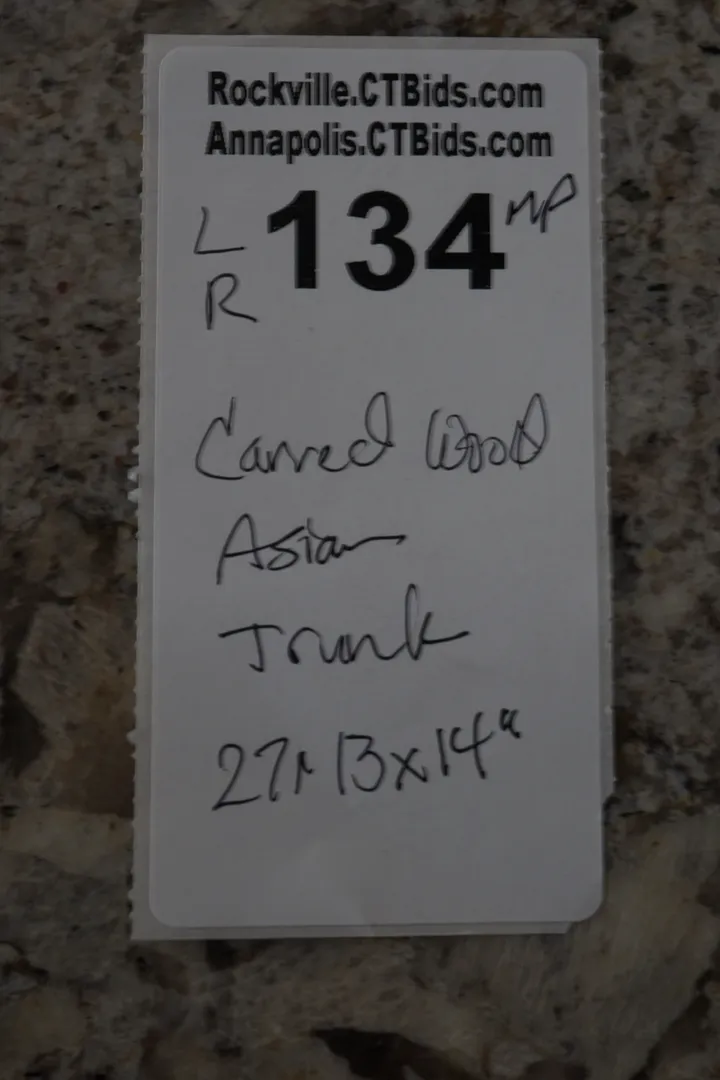 Rockville.CTBids.com
Annapolis.CTBids.com
L 134 MP
R
Carved Wood
Asian
Trunk
27x13x14"